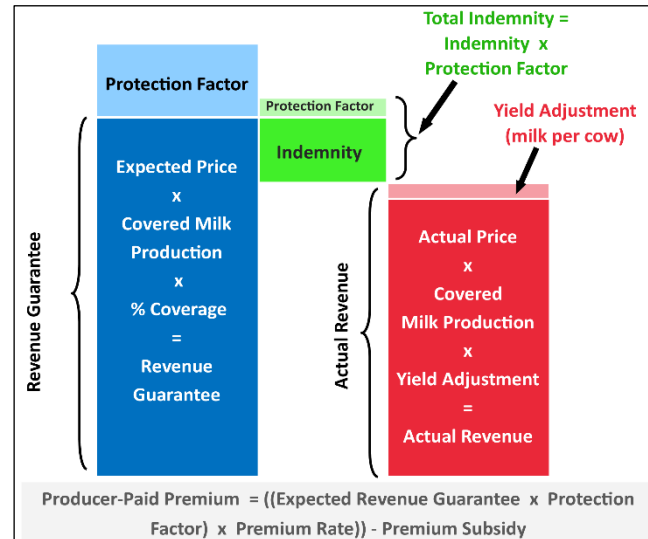 Total Indemnity =
Indemnity x
Protection Factor
Protection Factor
Protection Factor
Yield Adjustment
(milk per cow)
Indemnity
Revenue Guarantee
Expected Price
x
Covered Milk
Production
x
% Coverage
=
Revenue
Guarantee
Actual Revenue
Actual Price
x
Covered
Milk Production
x
Yield Adjustment
=
Actual Revenue
Producer-Paid Premium = ((Expected Revenue Guarantee x Protection
Factor) x Premium Rate)) - Premium Subsidy